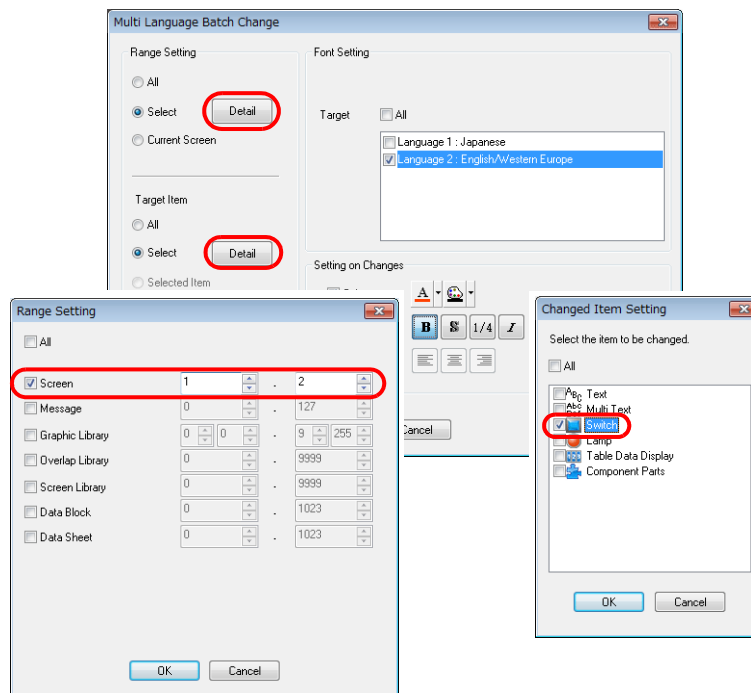 Multi Language Batch Change
Range Setting
All
Select
Detail
Current Screen
Target Item
All
Select
Detail
Selected Item
Font Setting
Target
All
Language 1 : Japanese
Language 2 : English/Western Europe
Setting on Changes
A
B S 1/4 I
Cancel
Range Setting
All
Screen 1 . 2
Message 0 . 127
Graphic Library 0 0 . 9 255
Overlap Library 0 . 9999
Screen Library 0 . 9999
Data Block 0 . 1023
Data Sheet 0 . 1023
OK Cancel
Changed Item Setting
Select the item to be changed.
All
ABC Text
Abc Multi Text
Switch
Lamp
Table Data Display
Component Parts
OK Cancel